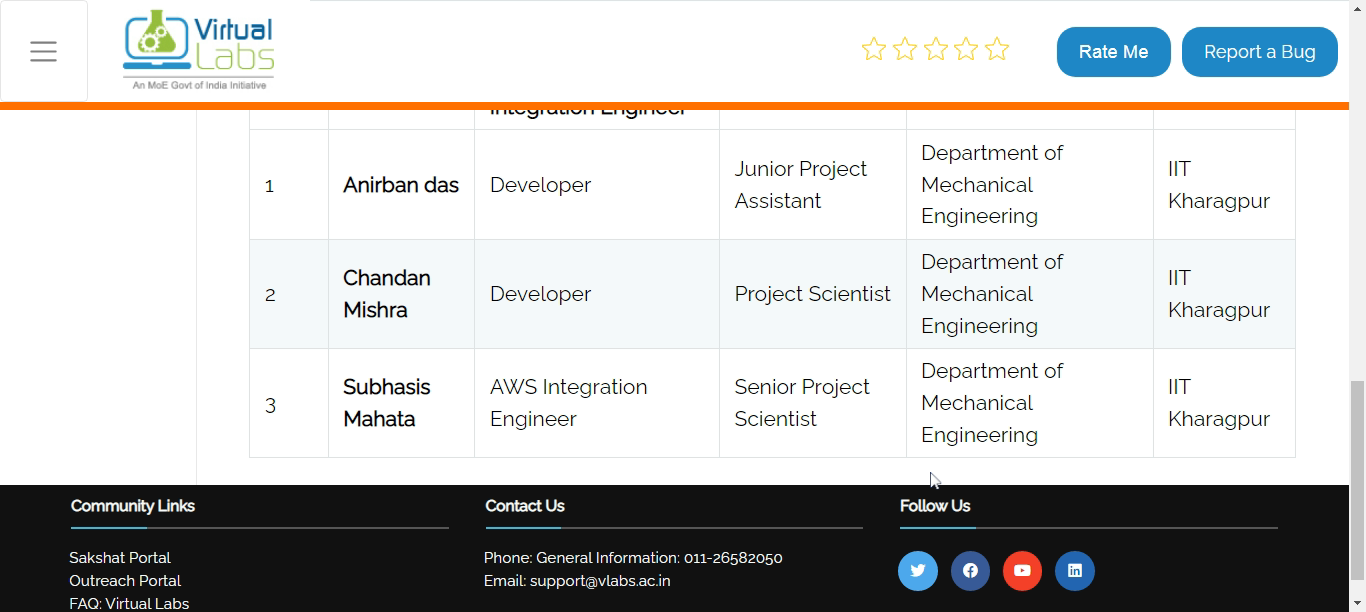 Virtual
Labs
An MoE Govt of India Initiative
Rate Me
Report a Bug
Integration Engineer
1
Anirban das
Developer
Junior Project
Assistant
Department of
Mechanical
Engineering
IIT
Kharagpur
2
Chandan
Mishra
Developer
Project Scientist
Department of
Mechanical
Engineering
IIT
Kharagpur
3
Subhasis
Mahata
AWS Integration
Engineer
Senior Project
Scientist
Department of
Mechanical
Engineering
IIT
Kharagpur
Community Links
Sakshat Portal
Outreach Portal
FAQ: Virtual Labs
Contact Us
Phone: General Information: 011-26582050
Email: support@vlabs.ac.in
Follow Us